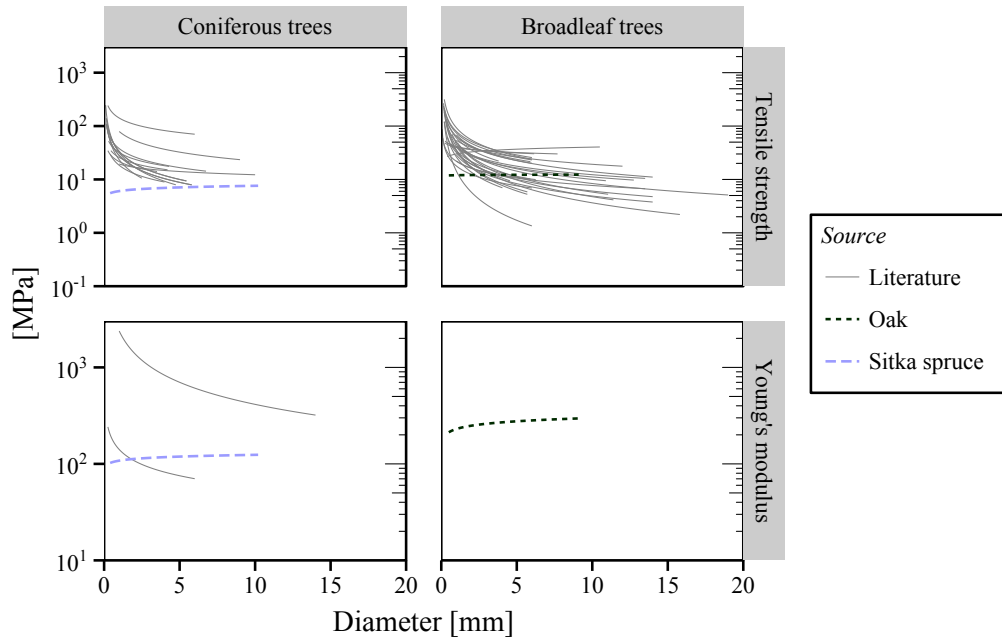 Coniferous trees
Broadleaf trees
10³
10²
10¹
10⁰
10⁻¹
Tensile strength
[MPa]
10³
10²
10¹
Young's modulus
0 5 10 15 20
0 5 10 15 20
Diameter [mm]
Source
Literature
Oak
Sitka spruce